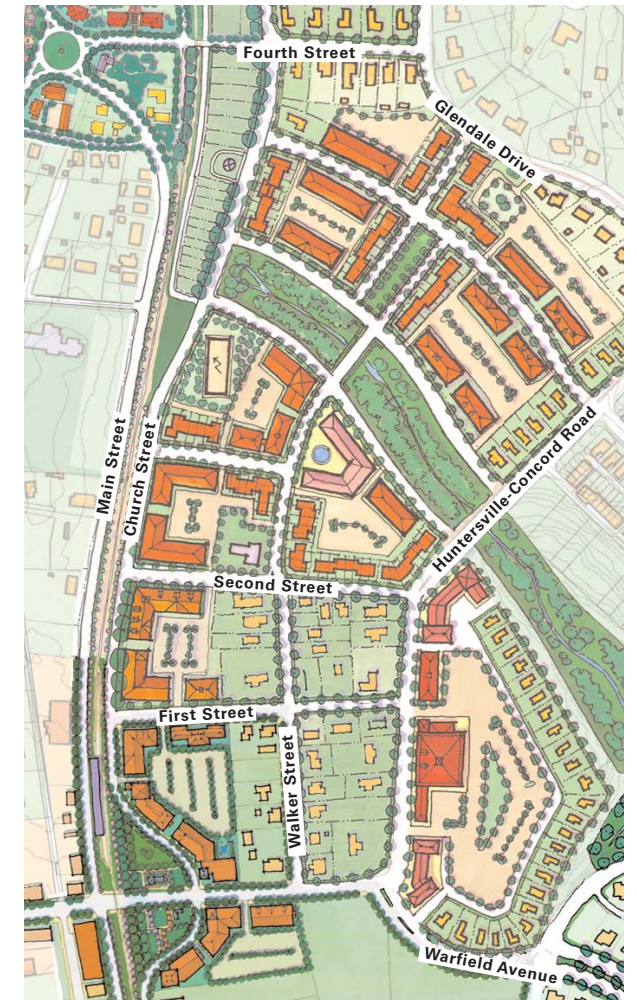 Fourth Street
Glendale Drive
Main Street
Church Street
Huntersville-Concord Road
Second Street
First Street
Walker Street
Warfield Avenue